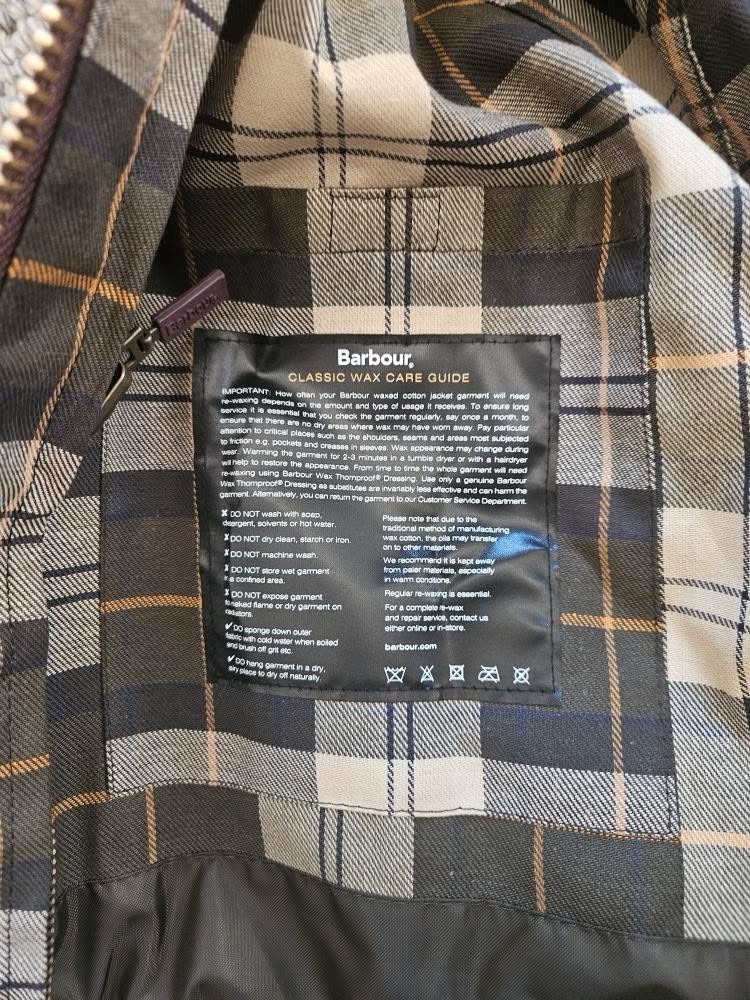 Barbour
Barbour®
CLASSIC WAX CARE GUIDE
IMPORTANT: How often your Barbour waxed cotton jacket garment will need
re-waxing depends on the amount and type of usage it receives. To ensure long
service it is essential that you check the garment regularly, say once a month, to
ensure that there are no dry areas where wax may have worn away. Pay particular
attention to critical places such as the shoulders, seams and areas most subjected
to friction e.g. pockets and creases in sleeves. Wax appearance may change during
wear. Warming the garment for 2-3 minutes in a tumble dryer or with a hairdryer
will help to restore the appearance. From time to time the whole garment will need
re-waxing using Barbour Wax Thornproof® Dressing. Use only a genuine Barbour
Wax Thornproof® Dressing as substitutes are invariably less effective and can harm the
garment. Alternatively, you can return the garment to our Customer Service Department.
✘ DO NOT wash with soap,
detergent, solvents or hot water.
✘ DO NOT dry clean, starch or iron.
✘ DO NOT machine wash.
✘ DO NOT store wet garment
in a confined area.
✘ DO NOT expose garment
to naked flame or dry garment on
radiators.
✔ DO sponge down outer
fabric with cold water when soiled
and brush off grit etc.
✔ DO hang garment in a dry,
airy place to dry off naturally.
Please note that due to the
traditional method of manufacturing
wax cotton, the oils may transfer
on to other materials.
We recommend it is kept away
from paler materials, especially
in warm conditions.
Regular re-waxing is essential.
For a complete re-wax
and repair service, contact us
either online or in-store.
barbour.com